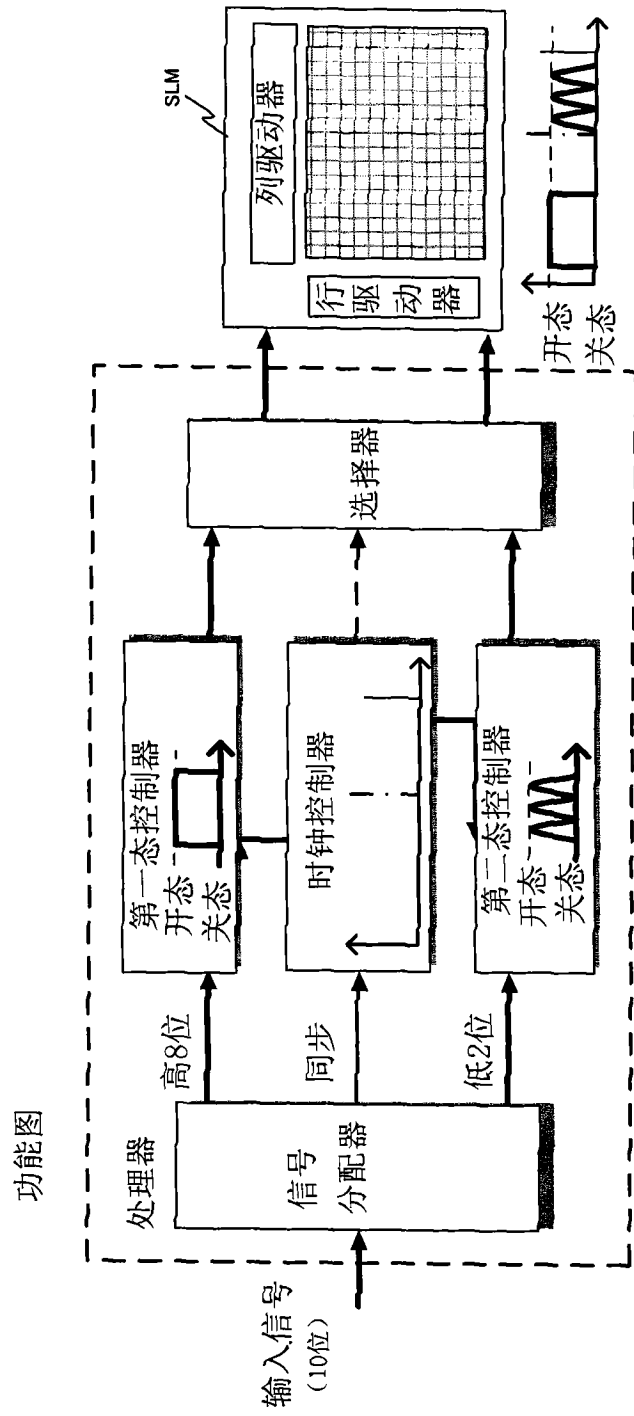 功能图
处理器
输入信号
(10位)
信号
分配器
高8位
同步
低2位
第一态控制器
开态
关态
时钟控制器
第二态控制器
开态
关态
选择器
SLM
列驱动器
行驱动器
开态
关态